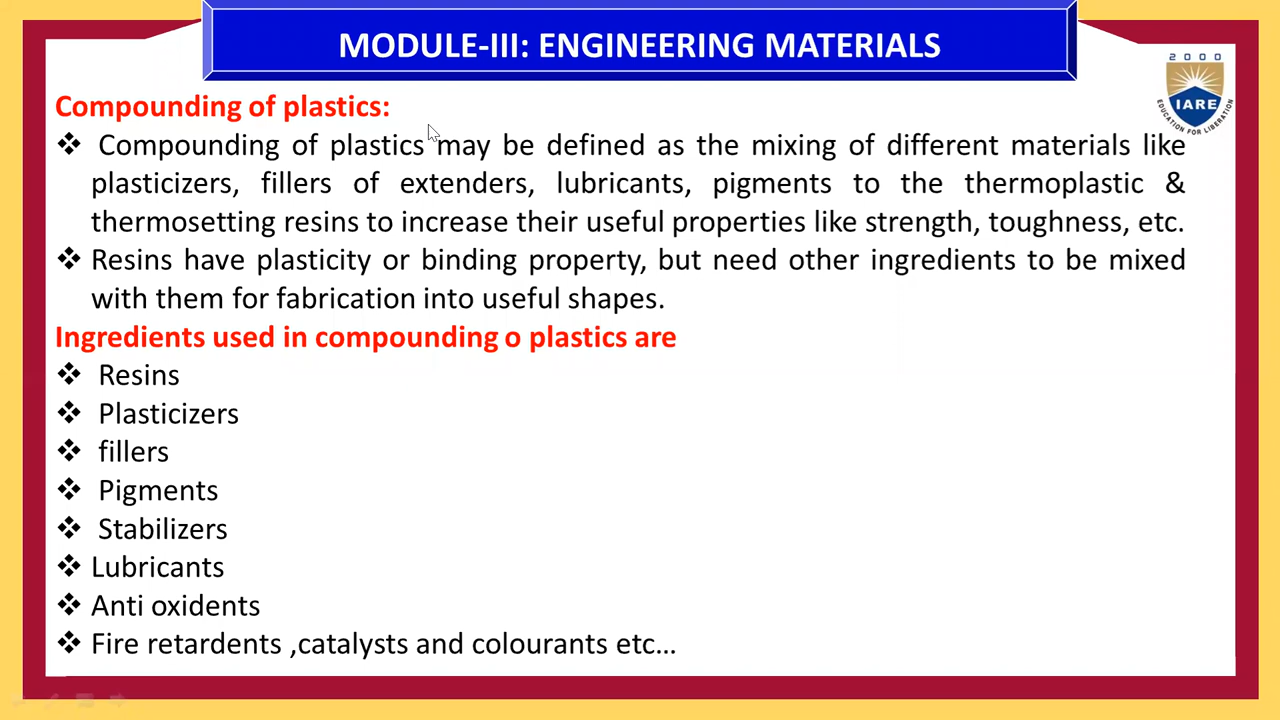 MODULE-III: ENGINEERING MATERIALS
2000
IARE
EDUCATION FOR LIBERATION
Compounding of plastics:
❖ Compounding of plastics may be defined as the mixing of different materials like
plasticizers, fillers of extenders, lubricants, pigments to the thermoplastic &
thermosetting resins to increase their useful properties like strength, toughness, etc.
❖ Resins have plasticity or binding property, but need other ingredients to be mixed
with them for fabrication into useful shapes.
Ingredients used in compounding o plastics are
❖ Resins
❖ Plasticizers
❖ fillers
❖ Pigments
❖ Stabilizers
❖ Lubricants
❖ Anti oxidents
❖ Fire retardents ,catalysts and colourants etc…